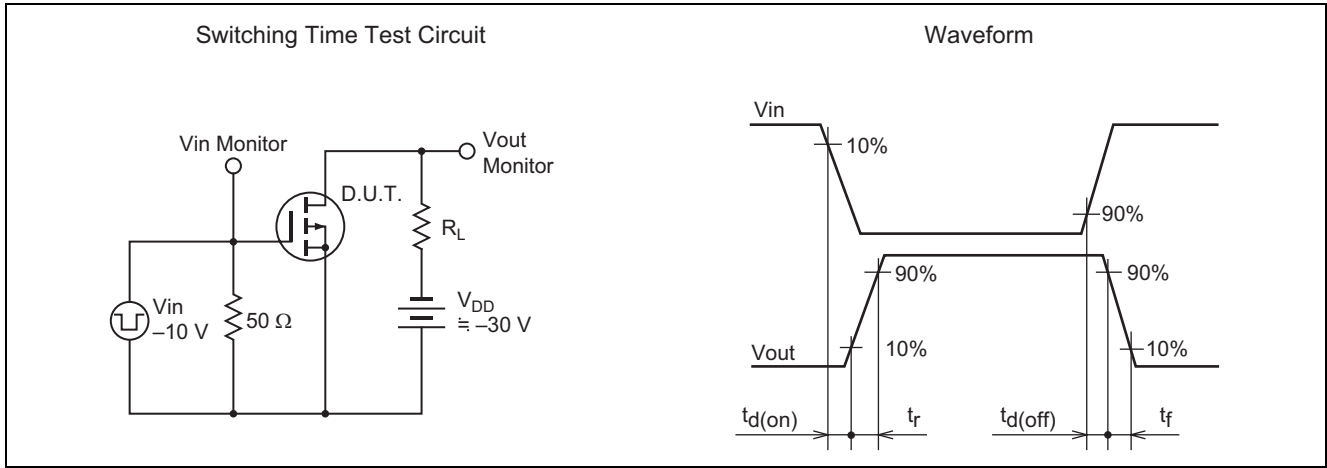 Switching Time Test Circuit
Vin Monitor
Vout
Monitor
D.U.T.
RL
Vin
–10 V
50 Ω
VDD
≒ –30 V
Waveform
Vin
10%
90%
90%
90%
Vout
10%
10%
td(on)
tr
td(off)
tf